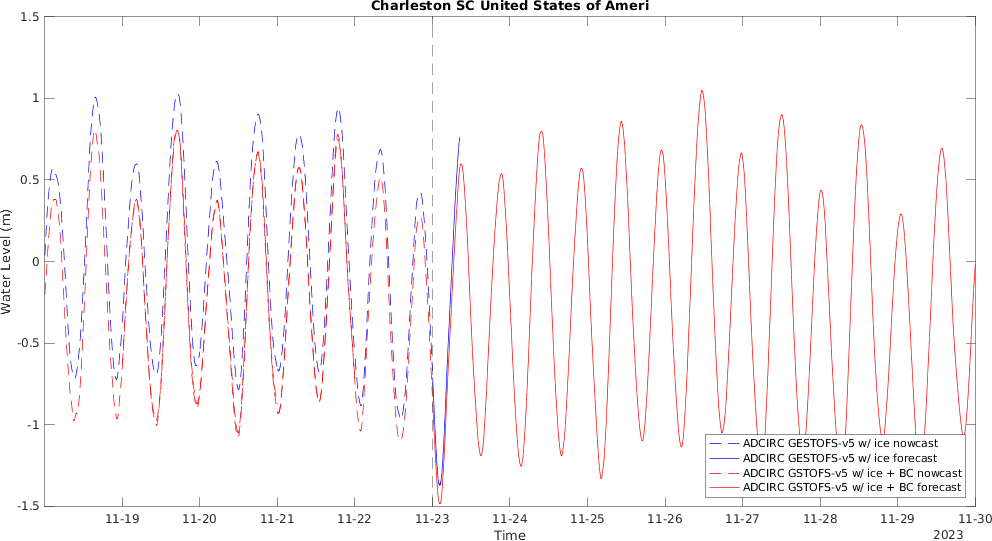 Charleston SC United States of Ameri
1.5
1
0.5
0
-0.5
-1
-1.5
Water Level (m)
ADCIRC GESTOFS-v5 w/ ice nowcast
ADCIRC GESTOFS-v5 w/ ice forecast
ADCIRC GSTOFS-v5 w/ ice + BC nowcast
ADCIRC GSTOFS-v5 w/ ice + BC forecast
11-19 11-20 11-21 11-22 11-23 11-24 11-25 11-26 11-27 11-28 11-29 11-30
Time
2023